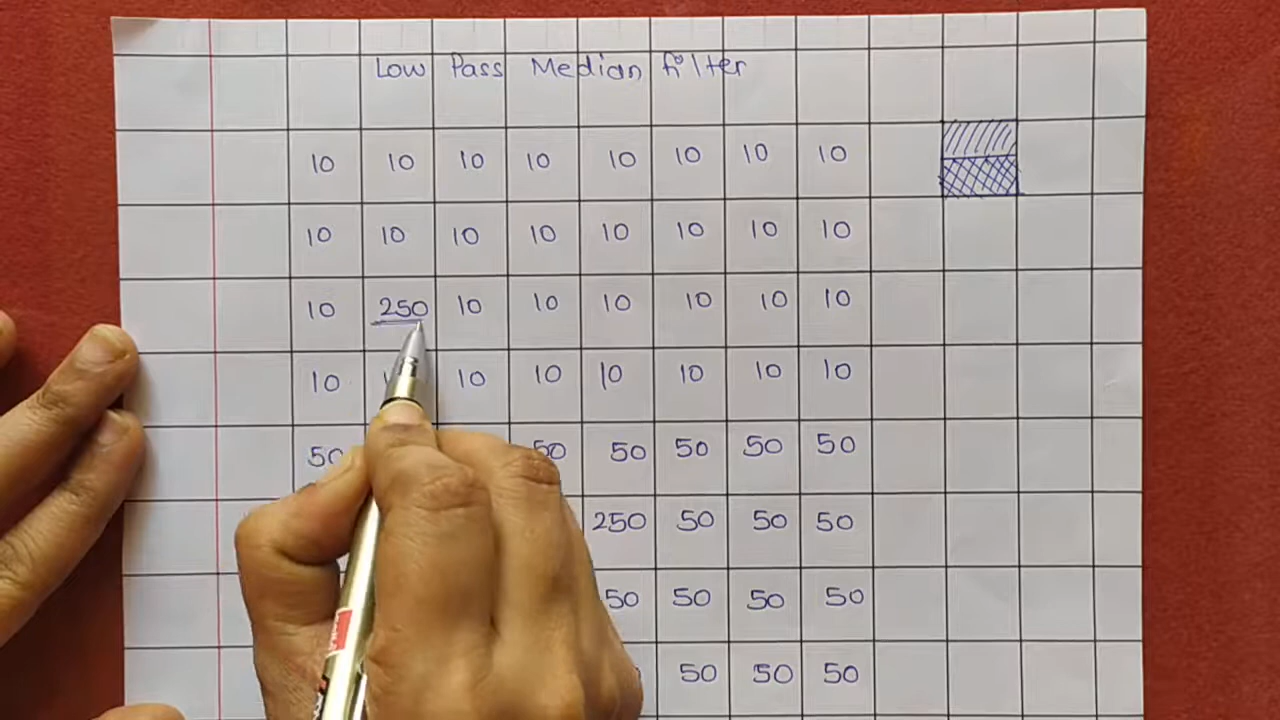 Low Pass Median filter
10 10 10 10 10 10 10 10
10 10 10 10 10 10 10 10
10 250 10 10 10 10 10 10
10 10 10 10 10 10 10
50 50 50 50 50 50
250 50 50 50
50 50 50 50
50 50 50